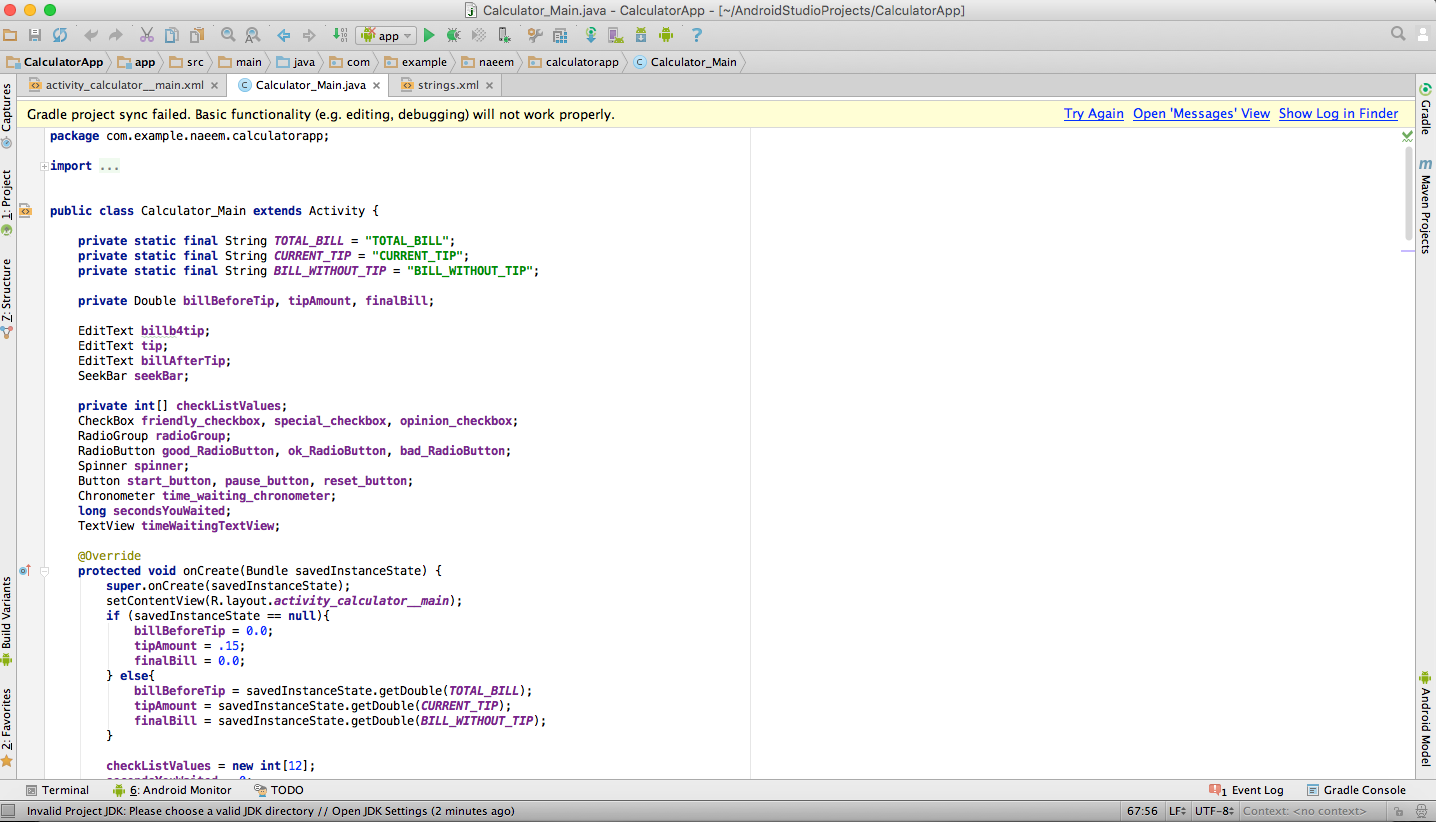 Calculator_Main.java - CalculatorApp - [~/AndroidStudioProjects/CalculatorApp]
app
CalculatorApp app src main java com example naeem calculatorapp Calculator_Main
activity_calculator__main.xml Calculator_Main.java strings.xml
Gradle project sync failed. Basic functionality (e.g. editing, debugging) will not work properly. Try Again Open 'Messages' View Show Log in Finder
package com.example.naeem.calculatorapp;
import ...
public class Calculator_Main extends Activity {
private static final String TOTAL_BILL = "TOTAL_BILL";
private static final String CURRENT_TIP = "CURRENT_TIP";
private static final String BILL_WITHOUT_TIP = "BILL_WITHOUT_TIP";
private Double billBeforeTip, tipAmount, finalBill;
EditText billb4tip;
EditText tip;
EditText billAfterTip;
SeekBar seekBar;
private int[] checkListValues;
CheckBox friendly_checkbox, special_checkbox, opinion_checkbox;
RadioGroup radioGroup;
RadioButton good_RadioButton, ok_RadioButton, bad_RadioButton;
Spinner spinner;
Button start_button, pause_button, reset_button;
Chronometer time_waiting_chronometer;
long secondsYouWaited;
TextView timeWaitingTextView;
@Override
protected void onCreate(Bundle savedInstanceState) {
super.onCreate(savedInstanceState);
setContentView(R.layout.activity_calculator__main);
if (savedInstanceState == null){
billBeforeTip = 0.0;
tipAmount = .15;
finalBill = 0.0;
} else{
billBeforeTip = savedInstanceState.getDouble(TOTAL_BILL);
tipAmount = savedInstanceState.getDouble(CURRENT_TIP);
finalBill = savedInstanceState.getDouble(BILL_WITHOUT_TIP);
}
checkListValues = new int[12];
Captures
1: Project
7: Structure
Build Variants
2: Favorites
Gradle
Maven Projects
Android Model
Terminal 6: Android Monitor TODO 1 Event Log Gradle Console
Invalid Project JDK: Please choose a valid JDK directory // Open JDK Settings (2 minutes ago) 67:56 LF UTF-8 Context: <no context>